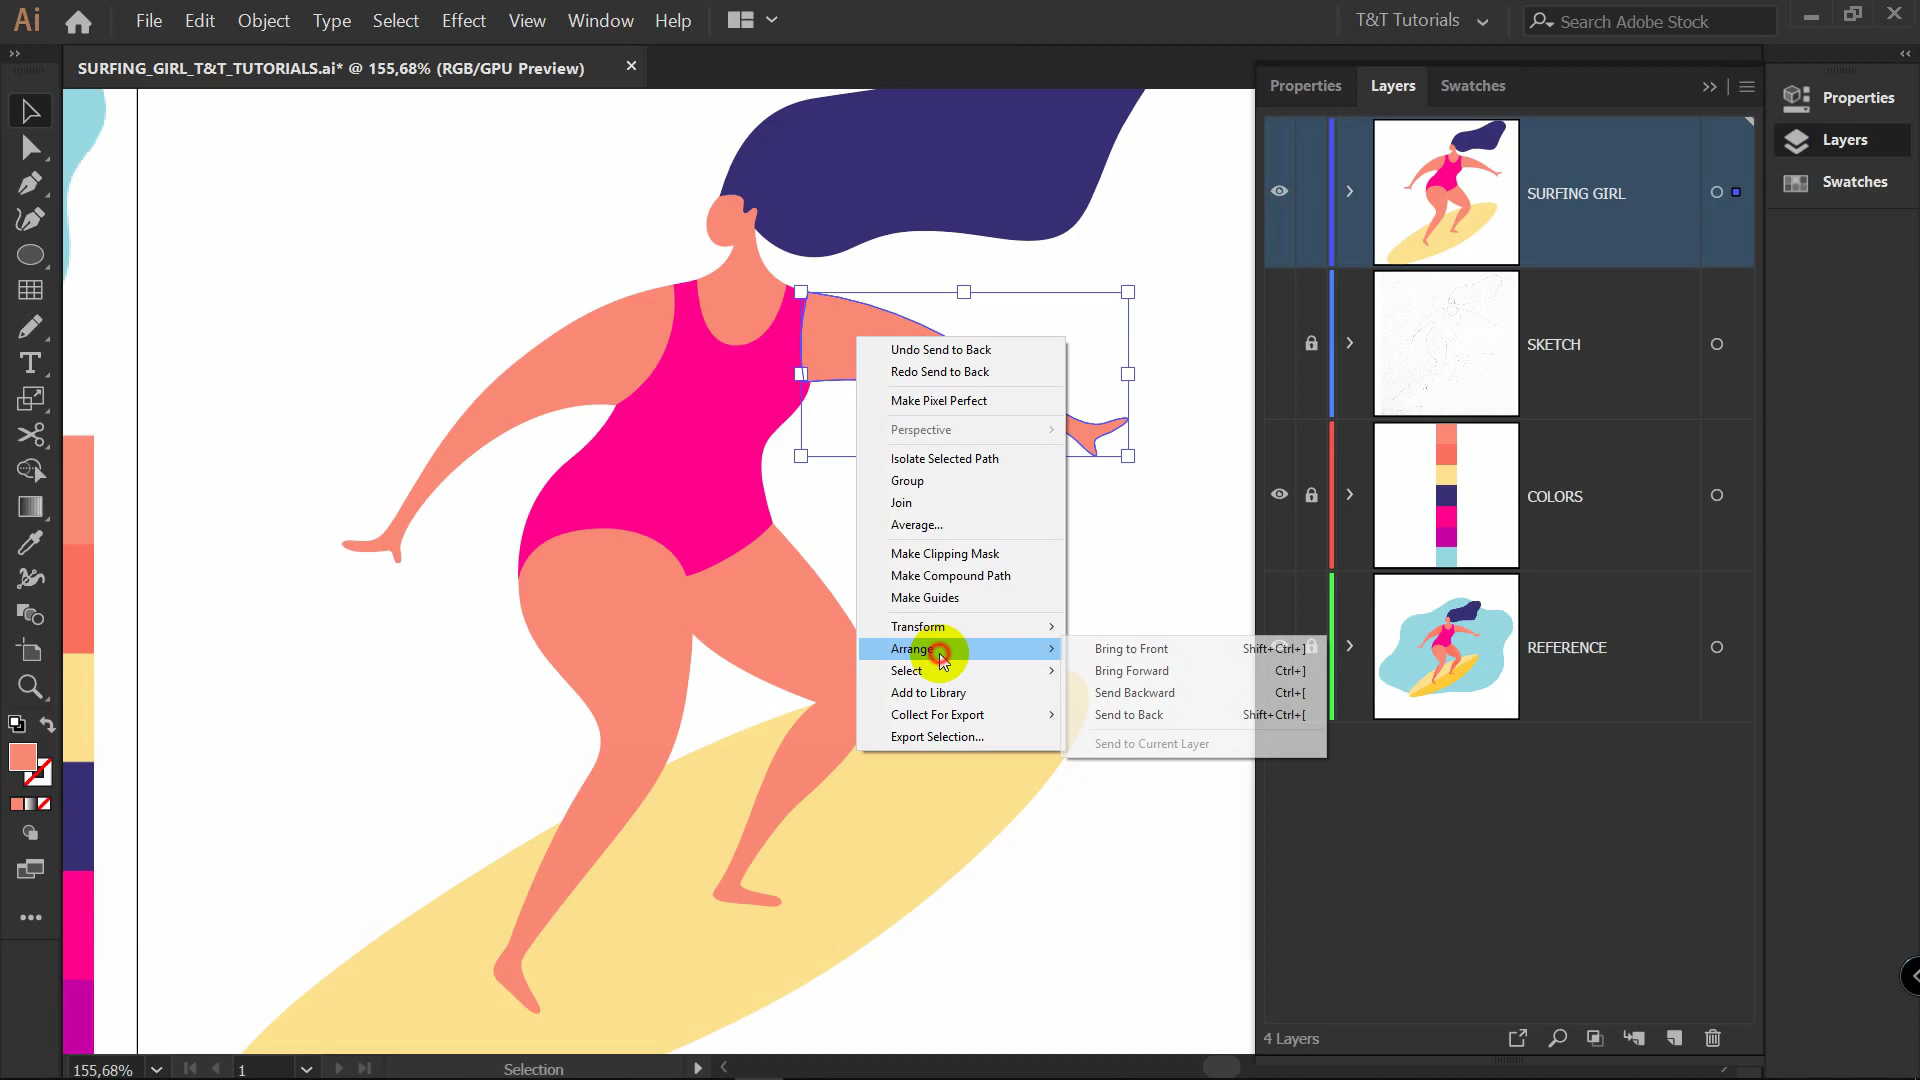 Ai File Edit Object Type Select Effect View Window Help T&T Tutorials Search Adobe Stock
SURFING_GIRL_T&T_TUTORIALS.ai* @ 155,68% (RGB/GPU Preview)
Undo Send to Back
Redo Send to Back
Make Pixel Perfect
Perspective
Isolate Selected Path
Group
Join
Average...
Make Clipping Mask
Make Compound Path
Make Guides
Transform
Arrange
Select
Add to Library
Collect For Export
Export Selection...
Bring to Front Shift+Ctrl+]
Bring Forward Ctrl+]
Send Backward Ctrl+[
Send to Back Shift+Ctrl+[
Send to Current Layer
Properties Layers Swatches
SURFING GIRL
SKETCH
COLORS
REFERENCE
4 Layers
Properties
Layers
Swatches
155,68% 1 Selection